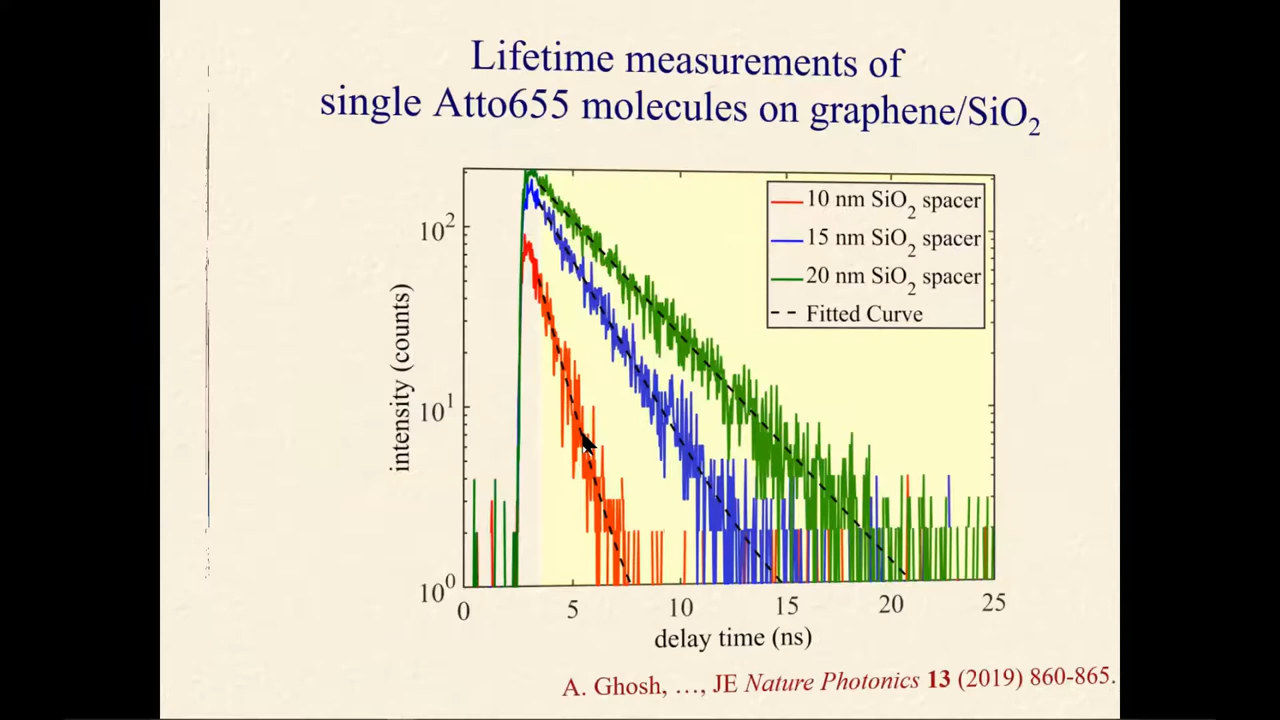 Lifetime measurements of
single Atto655 molecules on graphene/SiO₂
10 nm SiO₂ spacer
15 nm SiO₂ spacer
20 nm SiO₂ spacer
Fitted Curve
intensity (counts)
10²
10¹
10⁰
0 5 10 15 20 25
delay time (ns)
A. Ghosh, …, JE Nature Photonics 13 (2019) 860-865.